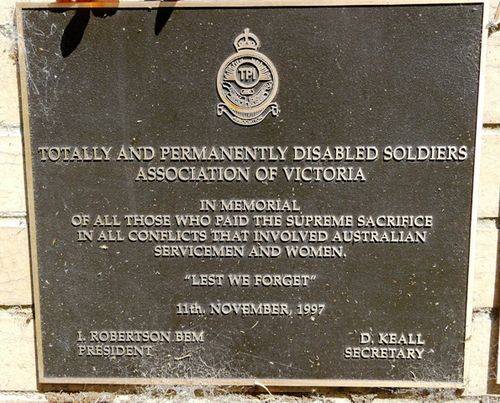 TPI
TOTALLY AND PERMANENTLY DISABLED SOLDIERS
ASSOCIATION OF VICTORIA
IN MEMORIAL
OF ALL THOSE WHO PAID THE SUPREME SACRIFICE
IN ALL CONFLICTS THAT INVOLVED AUSTRALIAN
SERVICEMEN AND WOMEN.
"LEST WE FORGET"
11th. NOVEMBER, 1997
I. ROBERTSON BEM
PRESIDENT
D. KEALL
SECRETARY